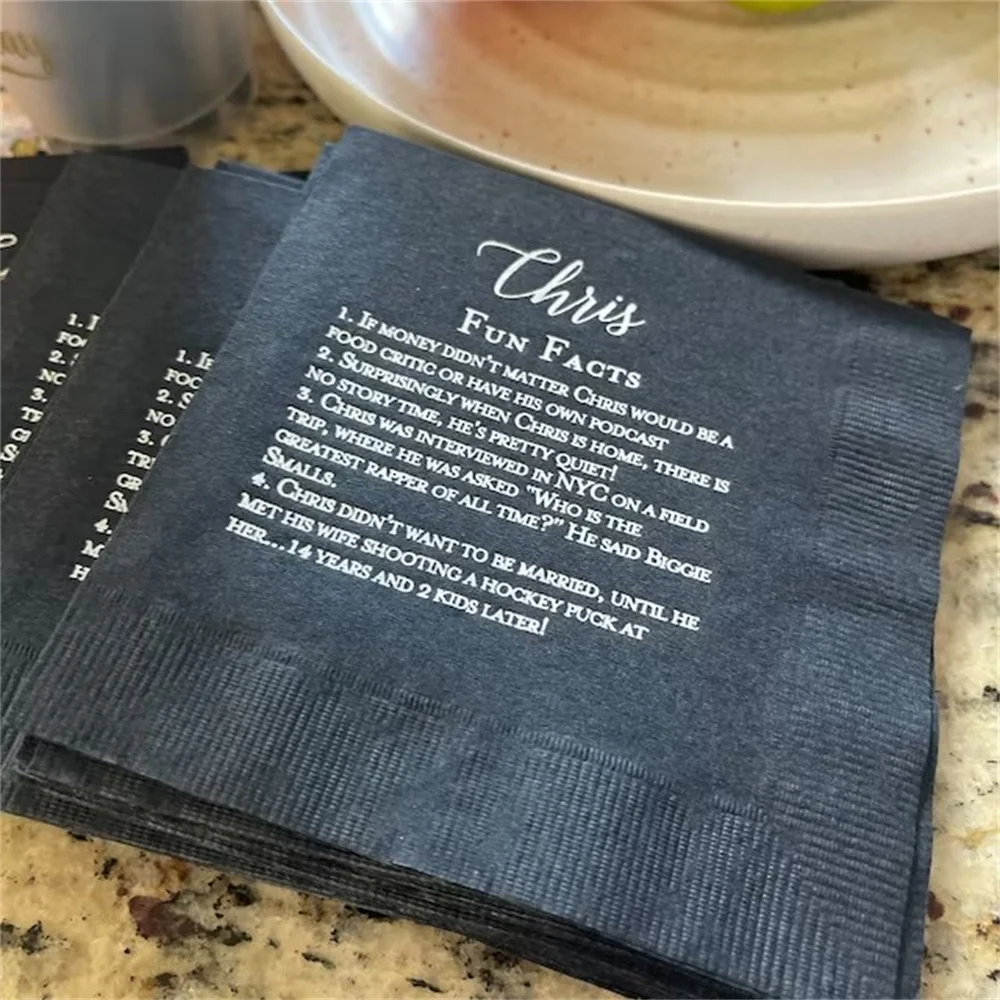 Chris
Fun Facts
1. If money didn't matter Chris would be a
food critic or have his own podcast
2. Surprisingly when Chris is home, there is
no story time, he's pretty quiet!
3. Chris was interviewed in NYC on a field
trip, where he was asked "Who is the
greatest rapper of all time?" He said Biggie
Smalls.
4. Chris didn't want to be married, until he
met his wife shooting a hockey puck at
her...14 years and 2 kids later!